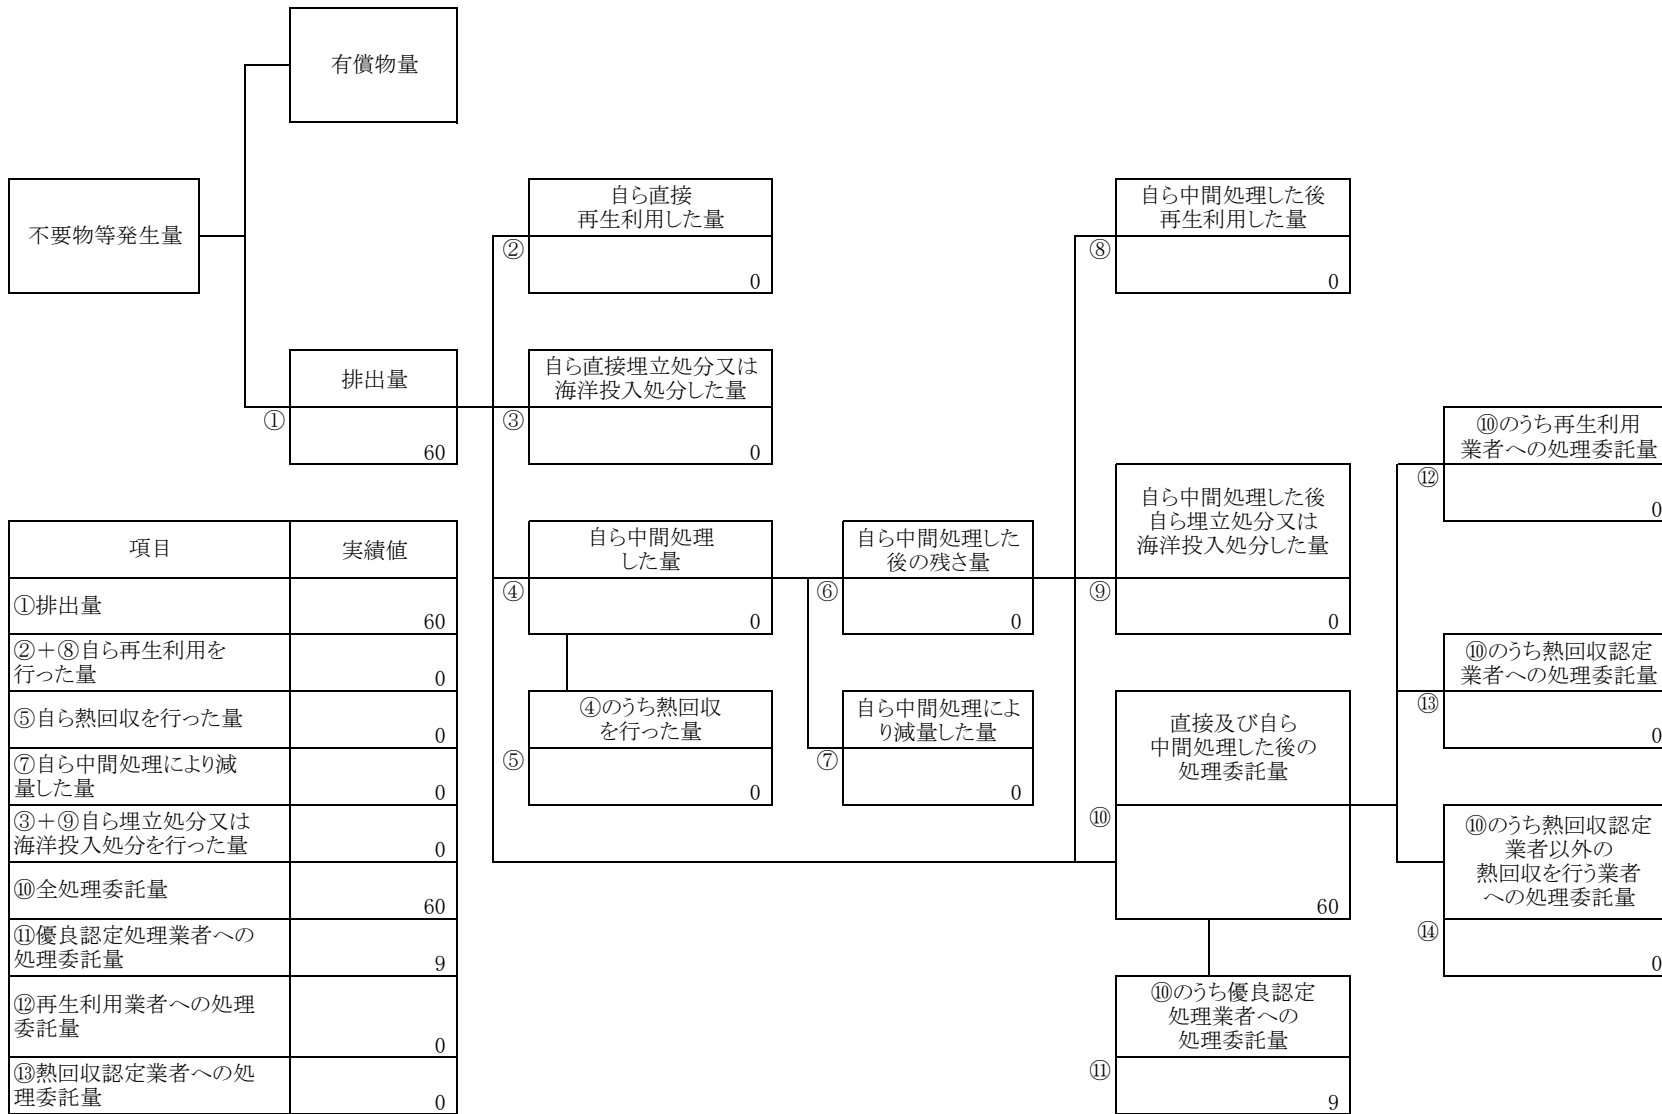 有償物量
不要物等発生量
自ら直接
再生利用した量
②
0
自ら中間処理した後
再生利用した量
⑧
0
排出量
①
60
自ら直接埋立処分又は
海洋投入処分した量
③
0
⑩のうち再生利用
業者への処理委託量
⑫
0
自ら中間処理
した量
④
0
自ら中間処理した
後の残さ量
⑥
0
自ら中間処理した後
自ら埋立処分又は
海洋投入処分した量
⑨
0
⑩のうち熱回収認定
業者への処理委託量
⑬
0
④のうち熱回収
を行った量
⑤
0
自ら中間処理によ
り減量した量
⑦
0
直接及び自ら
中間処理した後の
処理委託量
⑩
60
⑩のうち熱回収認定
業者以外の
熱回収を行う業者
への処理委託量
⑭
0
⑩のうち優良認定
処理業者への
処理委託量
⑪
9
項目 実績値
①排出量 60
②+⑧自ら再生利用を
行った量 0
⑤自ら熱回収を行った量 0
⑦自ら中間処理により減
量した量 0
③+⑨自ら埋立処分又は
海洋投入処分を行った量 0
⑩全処理委託量 60
⑪優良認定処理業者への
処理委託量 9
⑫再生利用業者への処理
委託量 0
⑬熱回収認定業者への処
理委託量 0